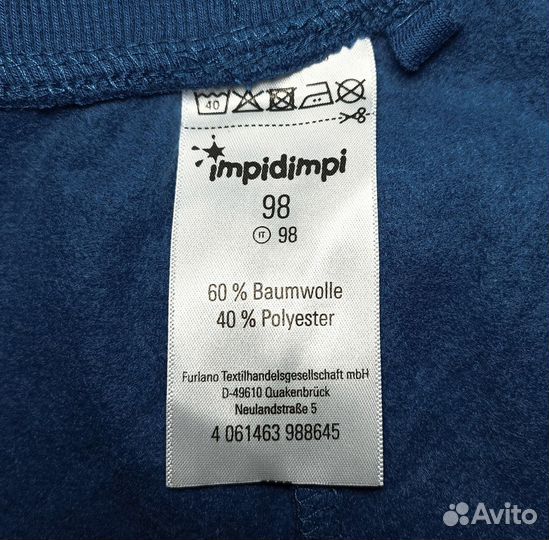 40
impidimpi
98
IT 98
60 % Baumwolle
40 % Polyester
Furlano Textilhandelsgesellschaft mbH
D-49610 Quakenbrück
Neulandstraße 5
4 061463 988645
Avito